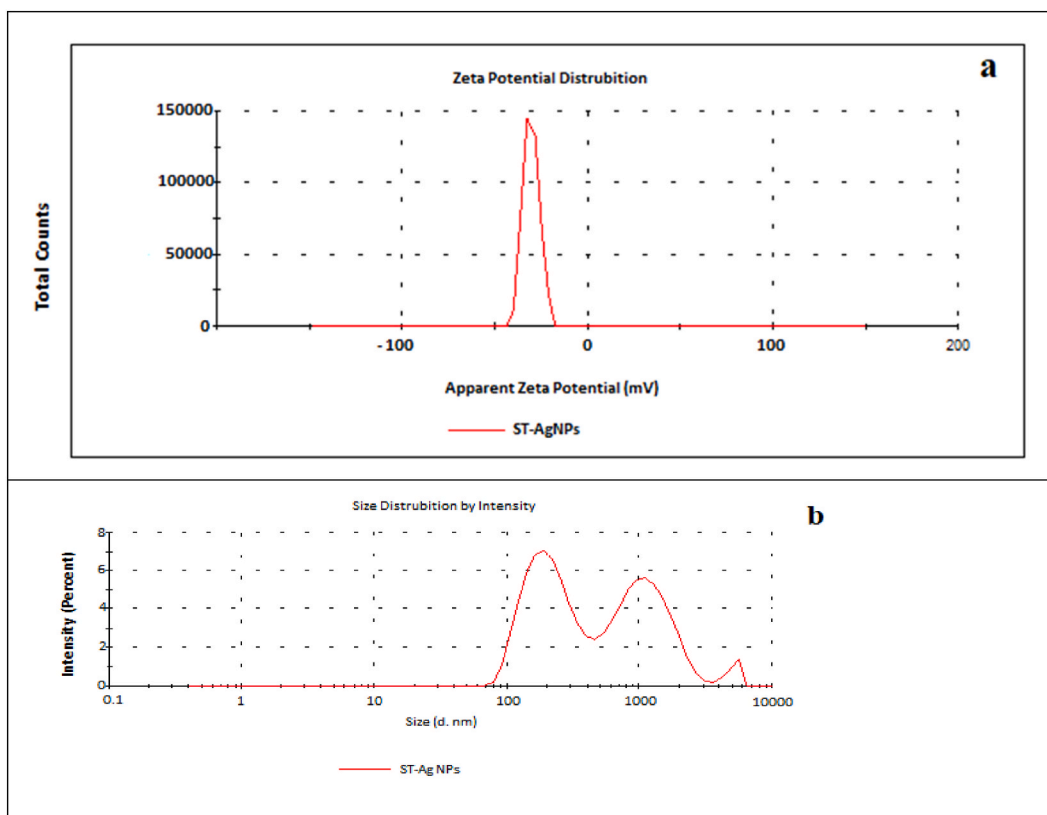 a
Zeta Potential Distrubition
150000
100000
50000
0
Total Counts
-100 0 100 200
Apparent Zeta Potential (mV)
ST-AgNPs
b
Size Distrubition by Intensity
8
6
4
2
0
Intensity (Percent)
0.1 1 10 100 1000 10000
Size (d. nm)
ST-Ag NPs